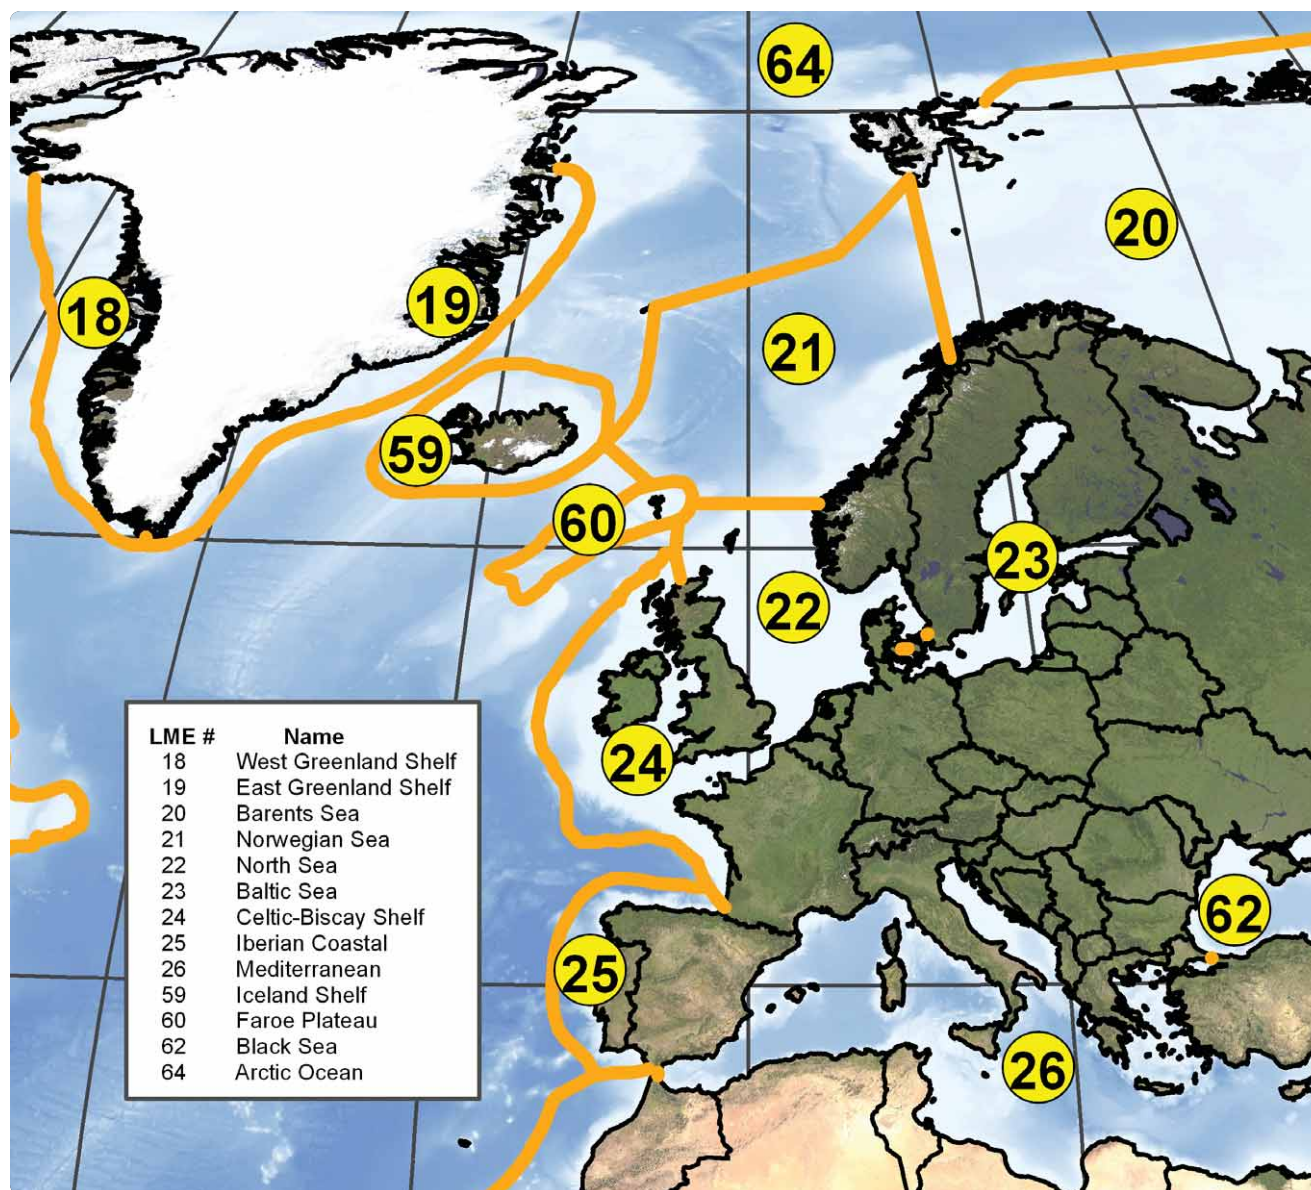 64
20
18
19
21
59
60
23
22
24
62
25
26
LME # Name
18 West Greenland Shelf
19 East Greenland Shelf
20 Barents Sea
21 Norwegian Sea
22 North Sea
23 Baltic Sea
24 Celtic-Biscay Shelf
25 Iberian Coastal
26 Mediterranean
59 Iceland Shelf
60 Faroe Plateau
62 Black Sea
64 Arctic Ocean